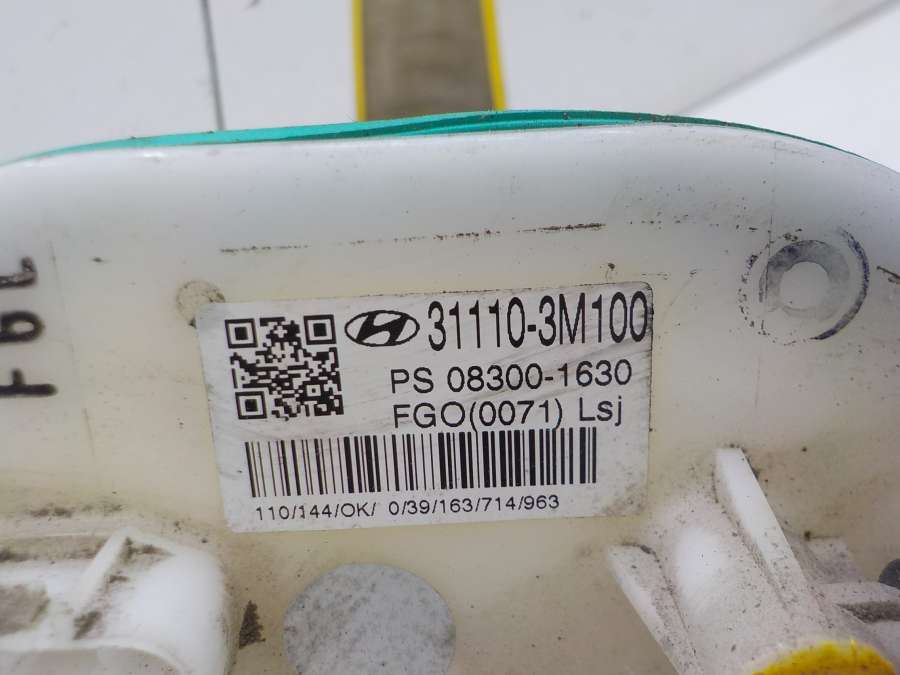 31110-3M100
PS 08300-1630
FGO(0071) Lsj
110/144/OK/ 0/39/163/714/963